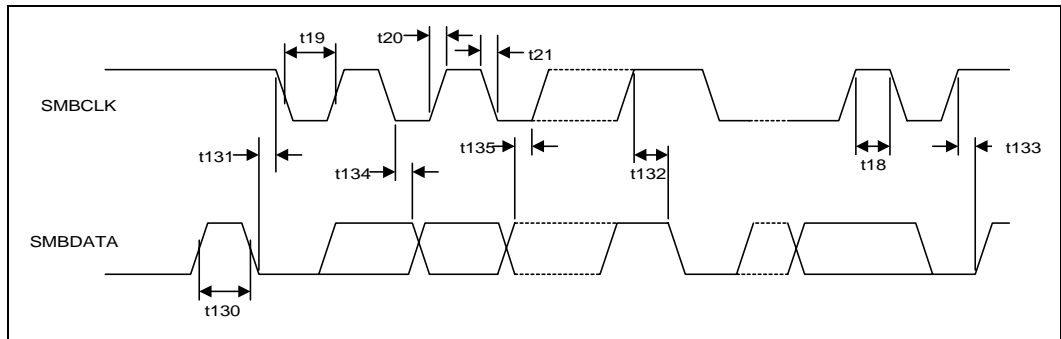 t19
t20
t21
SMBCLK
t131
t134
t135
t132
t18
t133
SMBDATA
t130